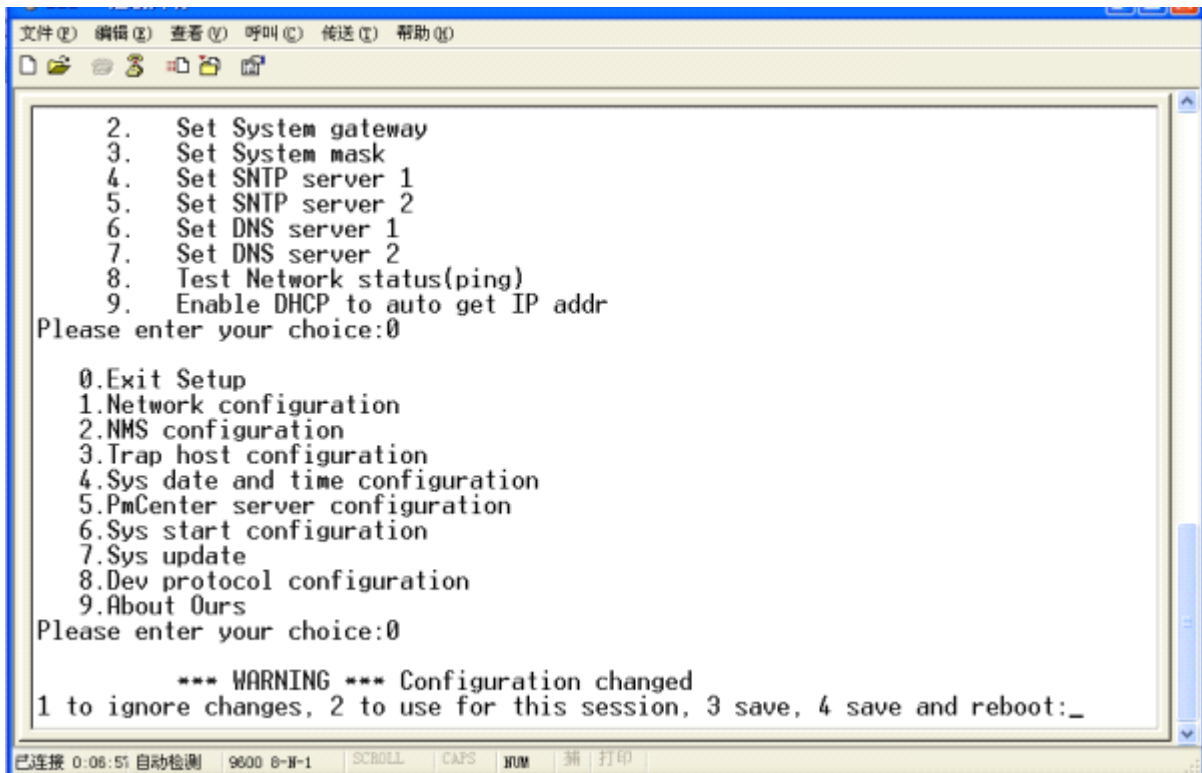 文件(F) 编辑(E) 查看(V) 呼叫(C) 传送(T) 帮助(H)
2. Set System gateway
3. Set System mask
4. Set SNTP server 1
5. Set SNTP server 2
6. Set DNS server 1
7. Set DNS server 2
8. Test Network status(ping)
9. Enable DHCP to auto get IP addr
Please enter your choice:0
0.Exit Setup
1.Network configuration
2.NMS configuration
3.Trap host configuration
4.Sys date and time configuration
5.PmCenter server configuration
6.Sys start configuration
7.Sys update
8.Dev protocol configuration
9.About Ours
Please enter your choice:0
*** WARNING *** Configuration changed
1 to ignore changes, 2 to use for this session, 3 save, 4 save and reboot:_
已连接 0:06:5 自动检测 9600 8-N-1 SCROLL CAPS NUM 捕 打印